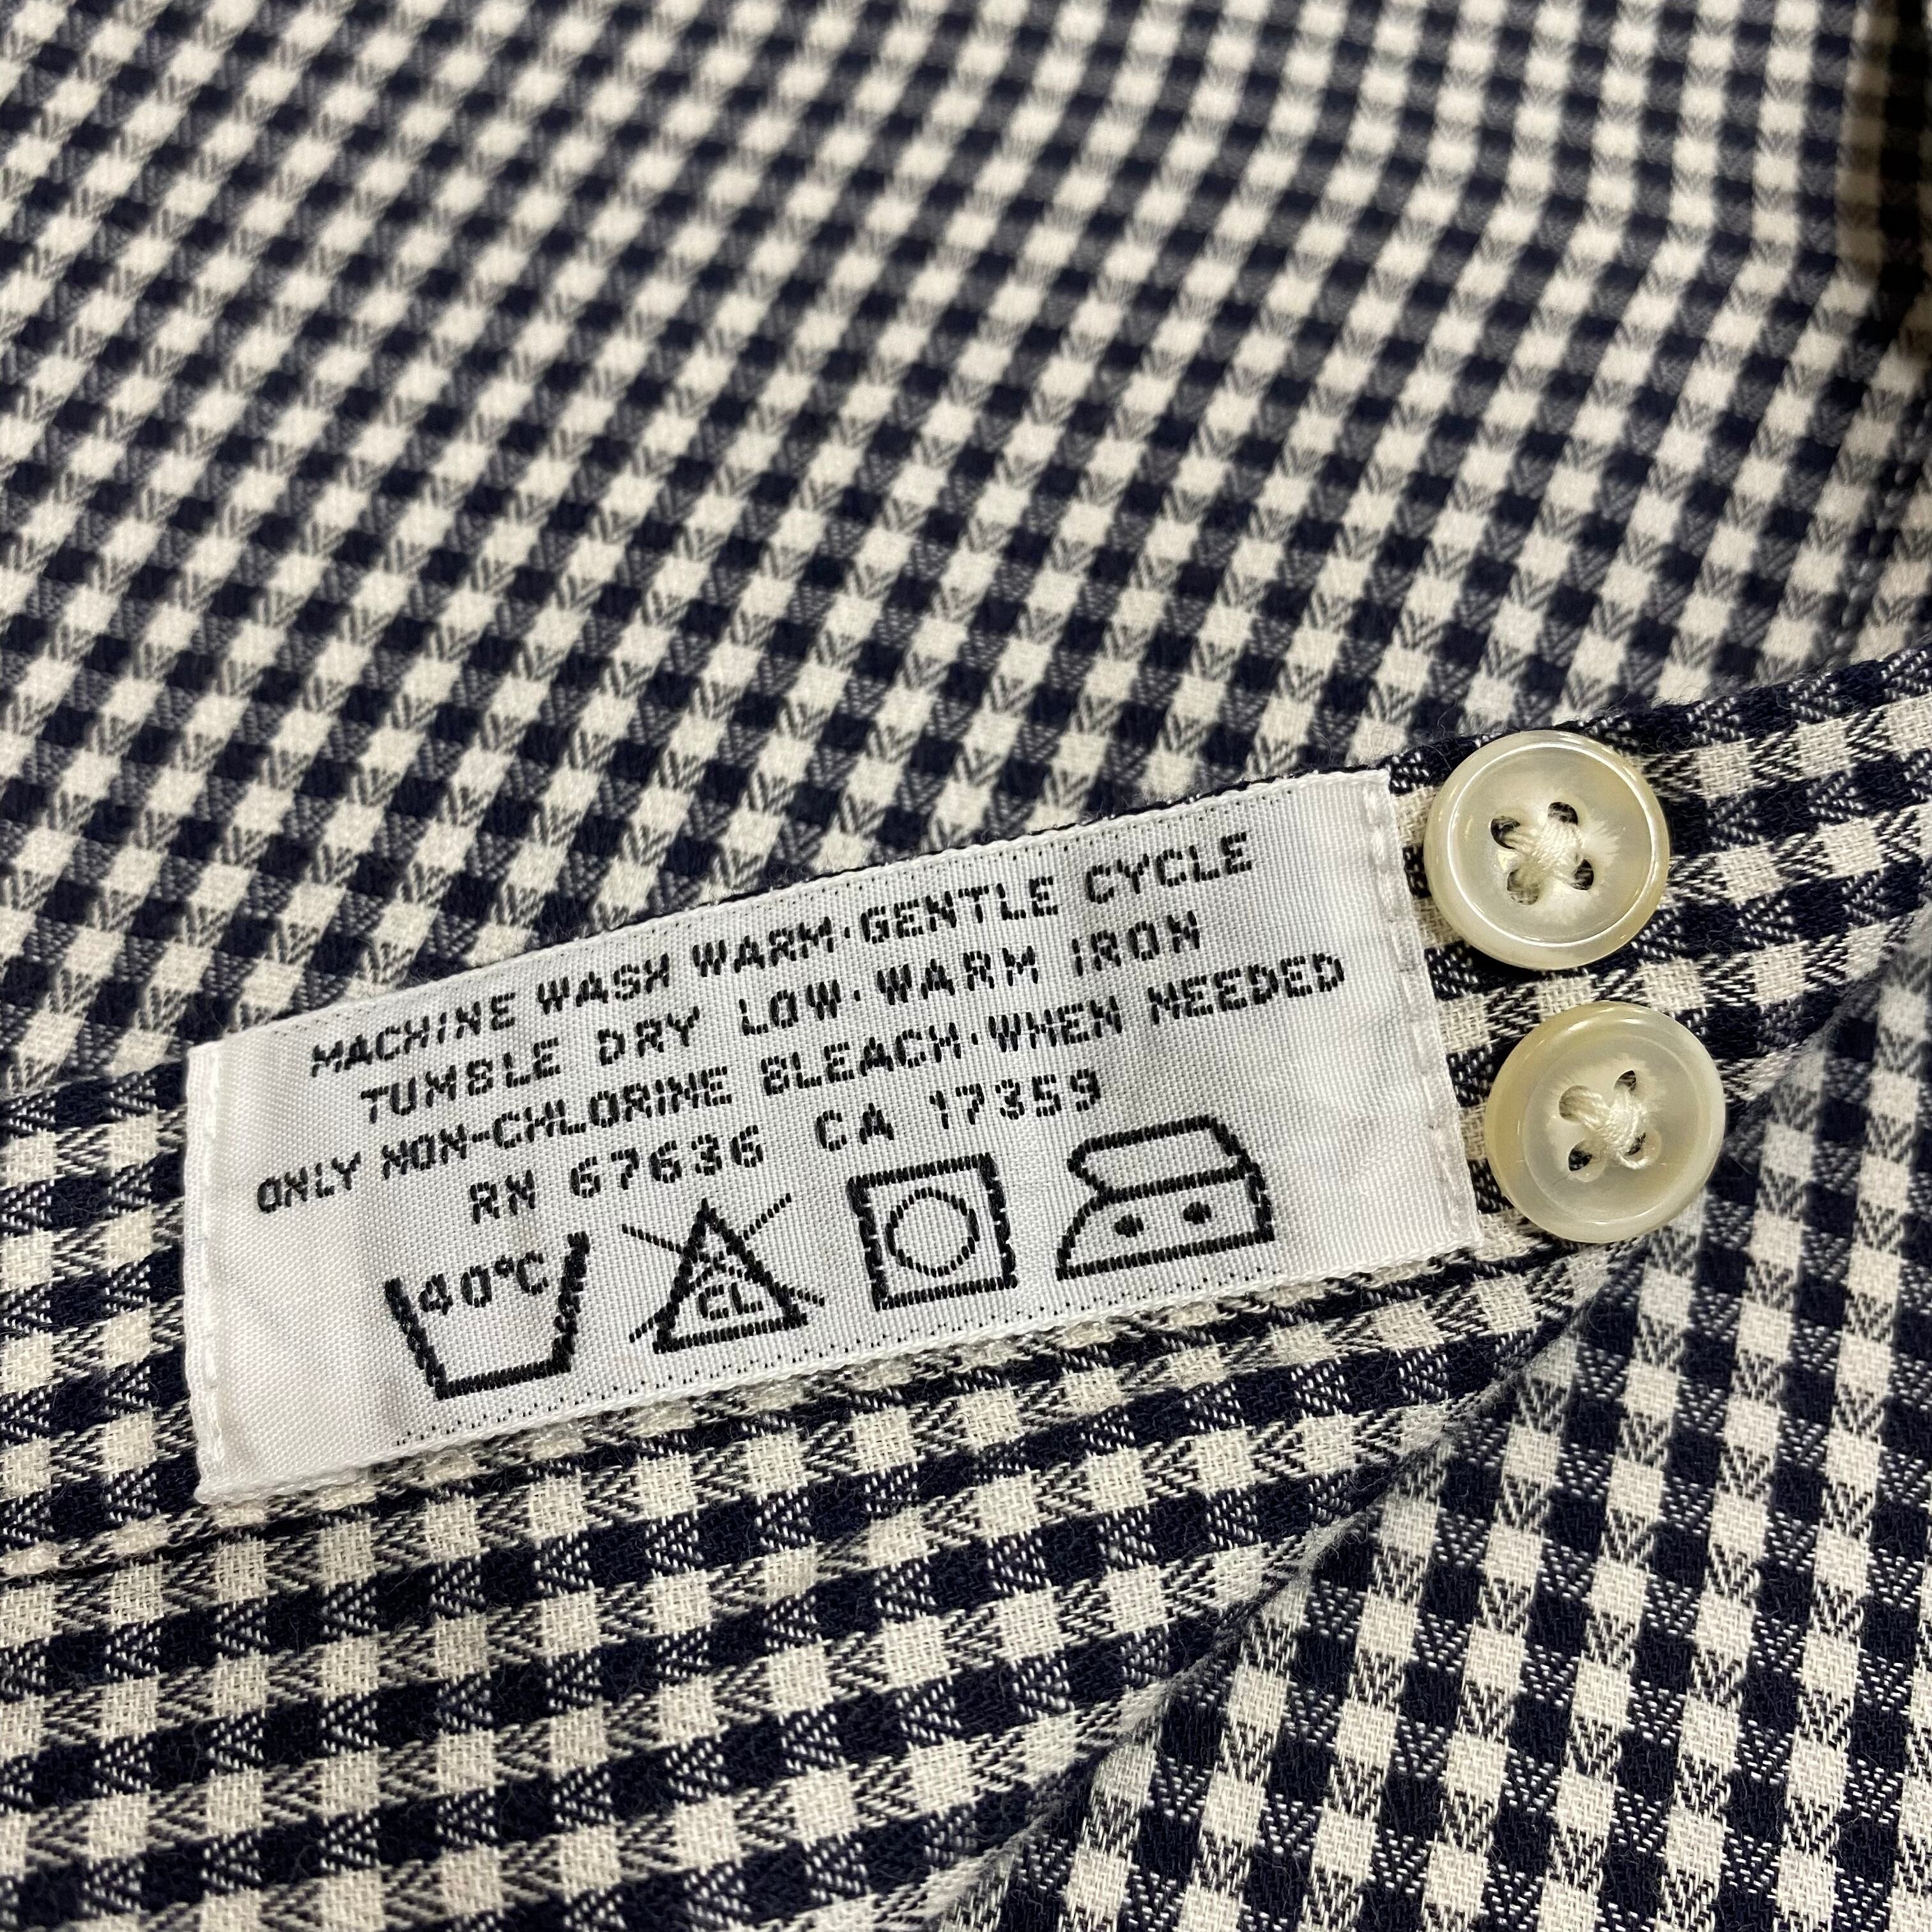 MACHINE WASH WARM·GENTLE CYCLE
TUMBLE DRY LOW·WARM IRON
ONLY NON-CHLORINE BLEACH·WHEN NEEDED
RN 67636 CA 17359
40°C CL